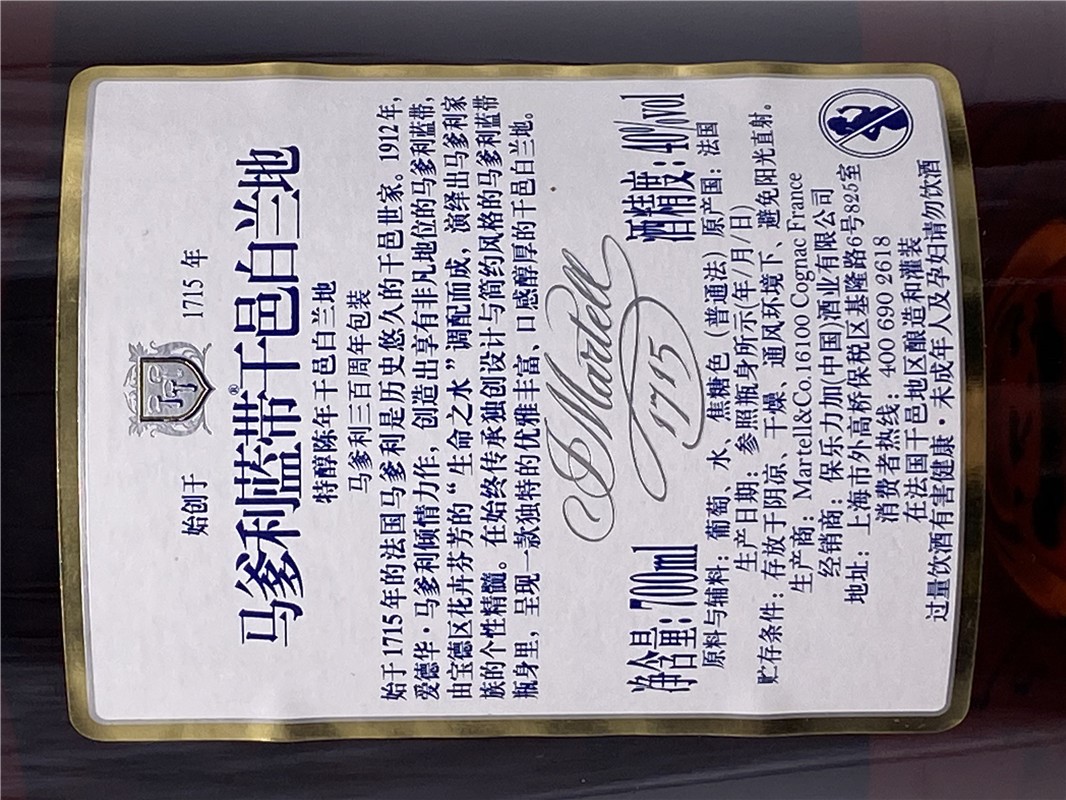 始创于 1715 年
马爹利蓝带®干邑白兰地
特醇陈年干邑白兰地
马爹利三百周年包装
始于1715年的法国马爹利是历史悠久的干邑世家。1912年，
爱德华·马爹利倾情力作，创造出享有非凡地位的马爹利蓝带，
由宝德区花卉芬芳的“生命之水”调配而成，演绎出马爹利家
族的个性精髓。在始终传承独创设计与简约风格的马爹利蓝带
瓶身里，呈现一款独特的优雅丰富、口感醇厚的干邑白兰地。
J Martell
1715
净含量：700ml 酒精度：40%vol
原料与辅料：葡萄、水、焦糖色（普通法） 原产国：法国
生产日期：参照瓶身所示(年/月/日)
贮存条件：存放于阴凉、干燥、通风环境下、避免阳光直射。
生产商：Martell&Co.16100 Cognac France
经销商：保乐力加(中国)酒业有限公司
地址：上海市外高桥保税区基隆路6号825室
消费者热线：400 690 2618
在法国干邑地区酿造和灌装
过量饮酒有害健康·未成年人及孕妇请勿饮酒